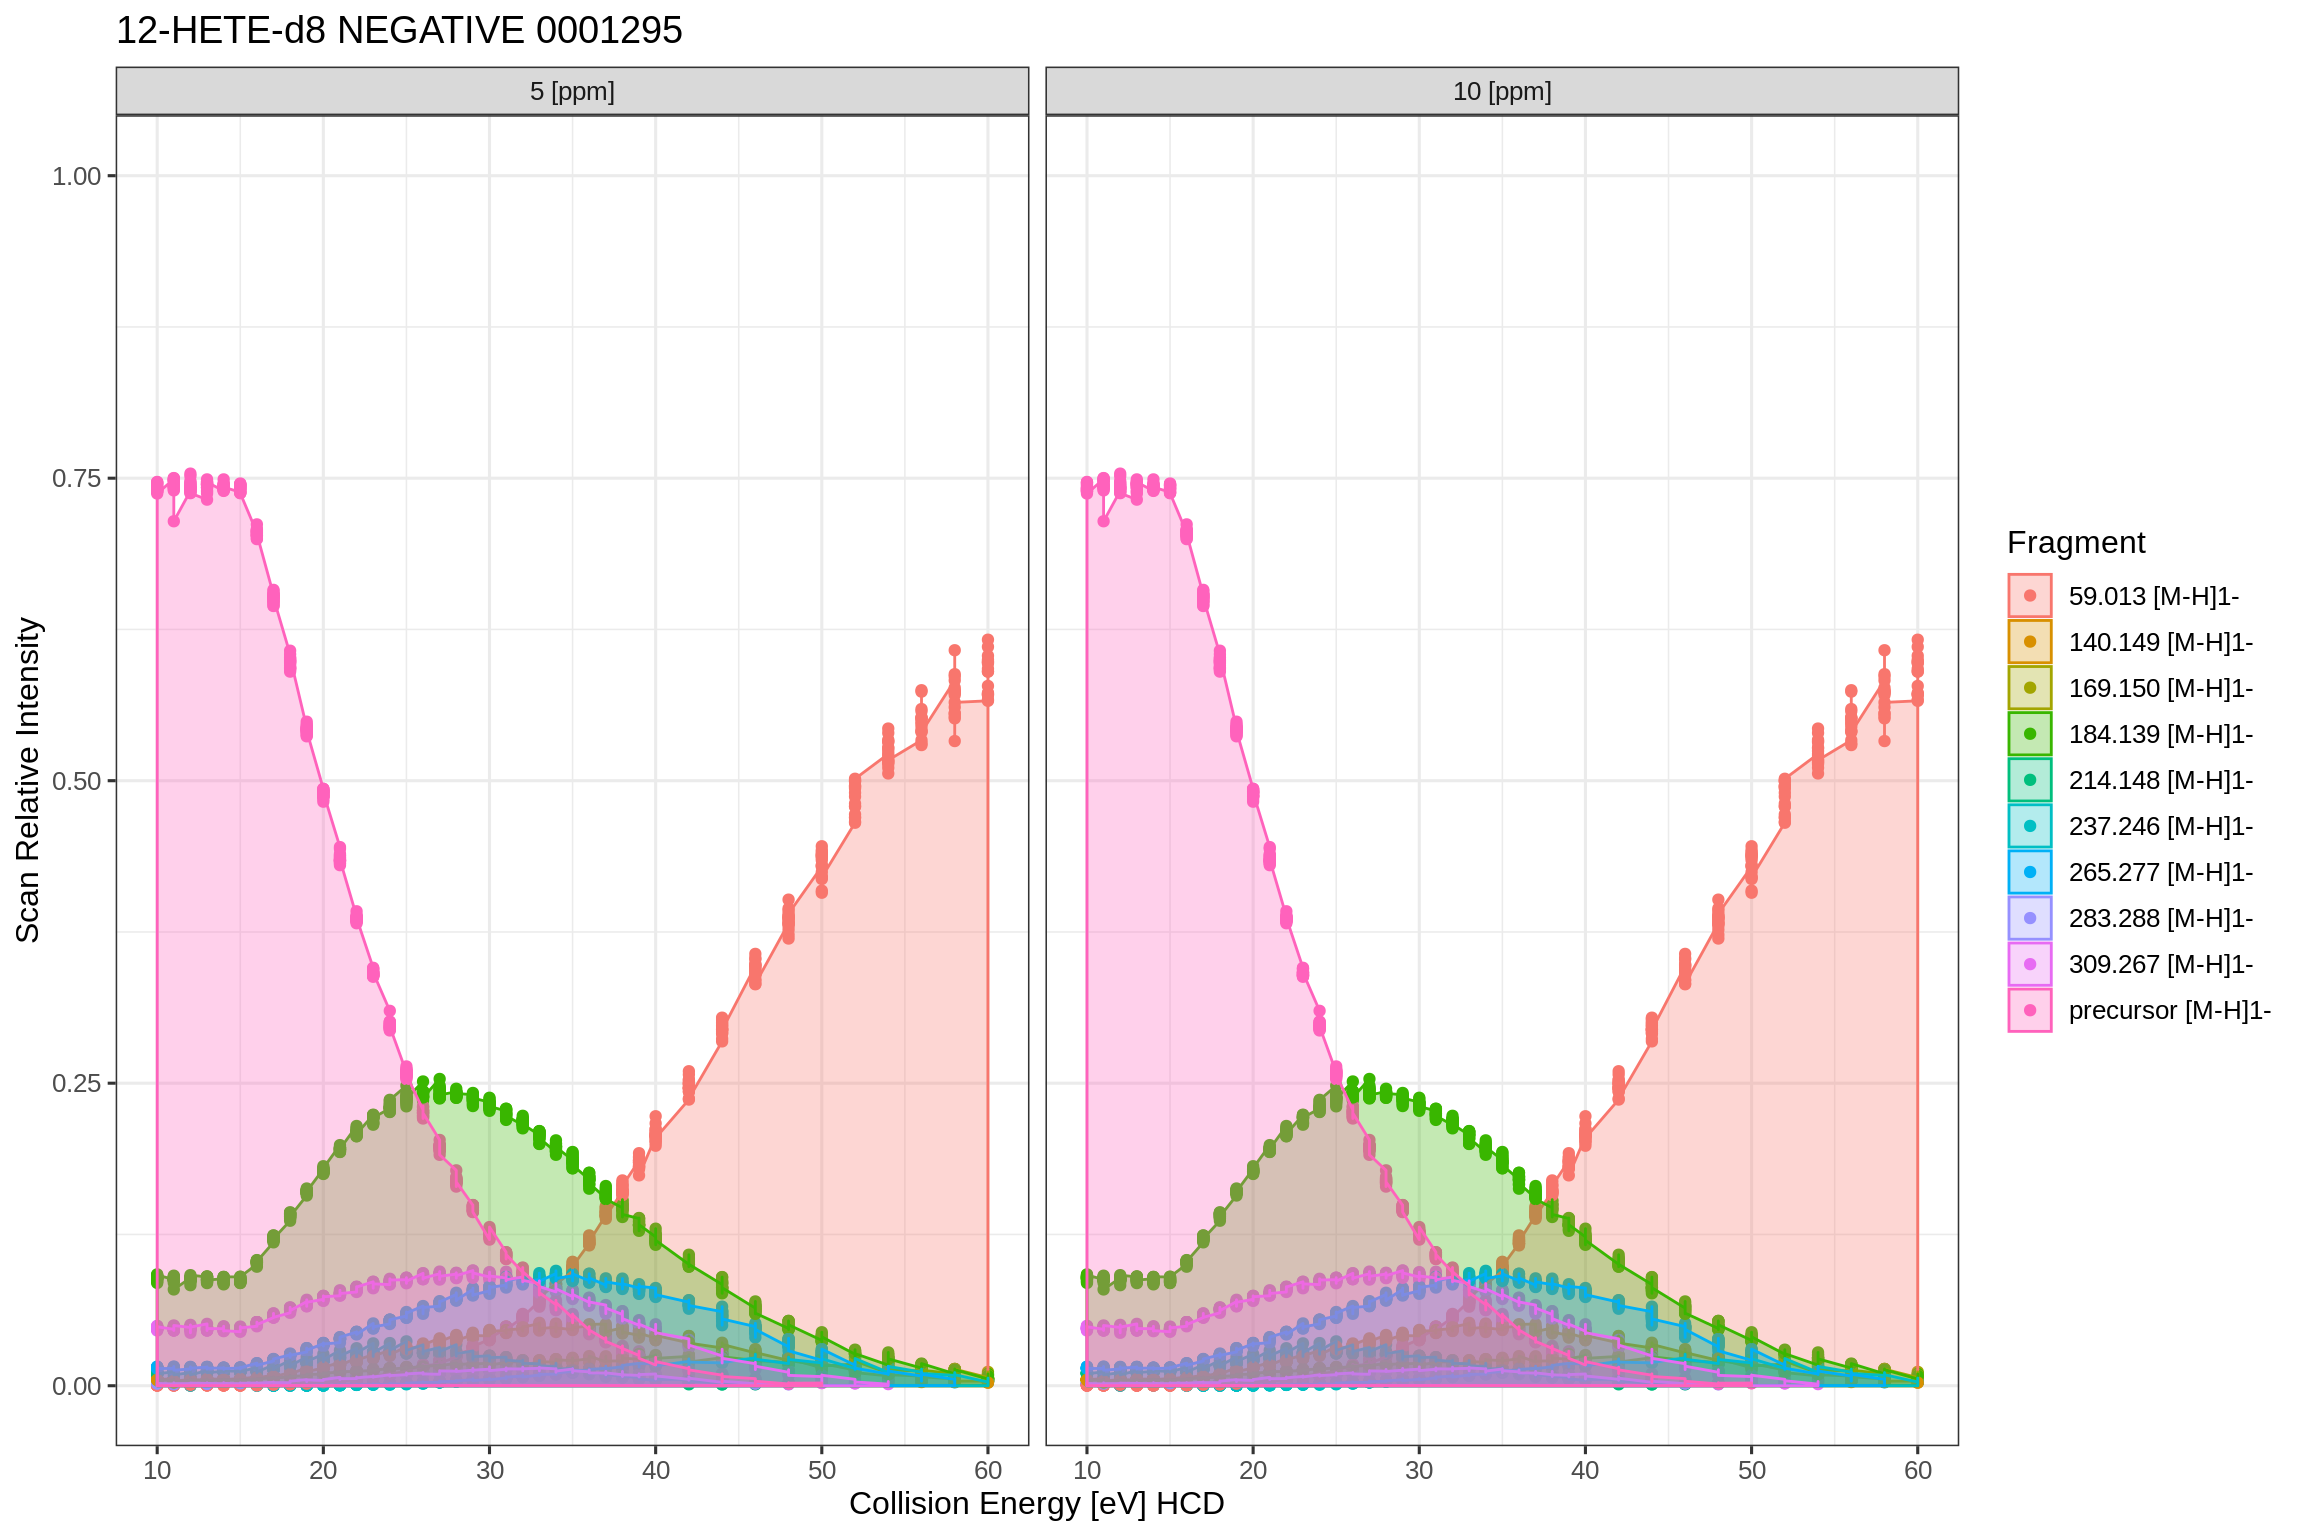 12-HETE-d8 NEGATIVE 0001295
5 [ppm]
10 [ppm]
1.00
0.75
0.50
0.25
0.00
Scan Relative Intensity
10 20 30 40 50 60
10 20 30 40 50 60
Collision Energy [eV] HCD
Fragment
59.013 [M-H]1-
140.149 [M-H]1-
169.150 [M-H]1-
184.139 [M-H]1-
214.148 [M-H]1-
237.246 [M-H]1-
265.277 [M-H]1-
283.288 [M-H]1-
309.267 [M-H]1-
precursor [M-H]1-